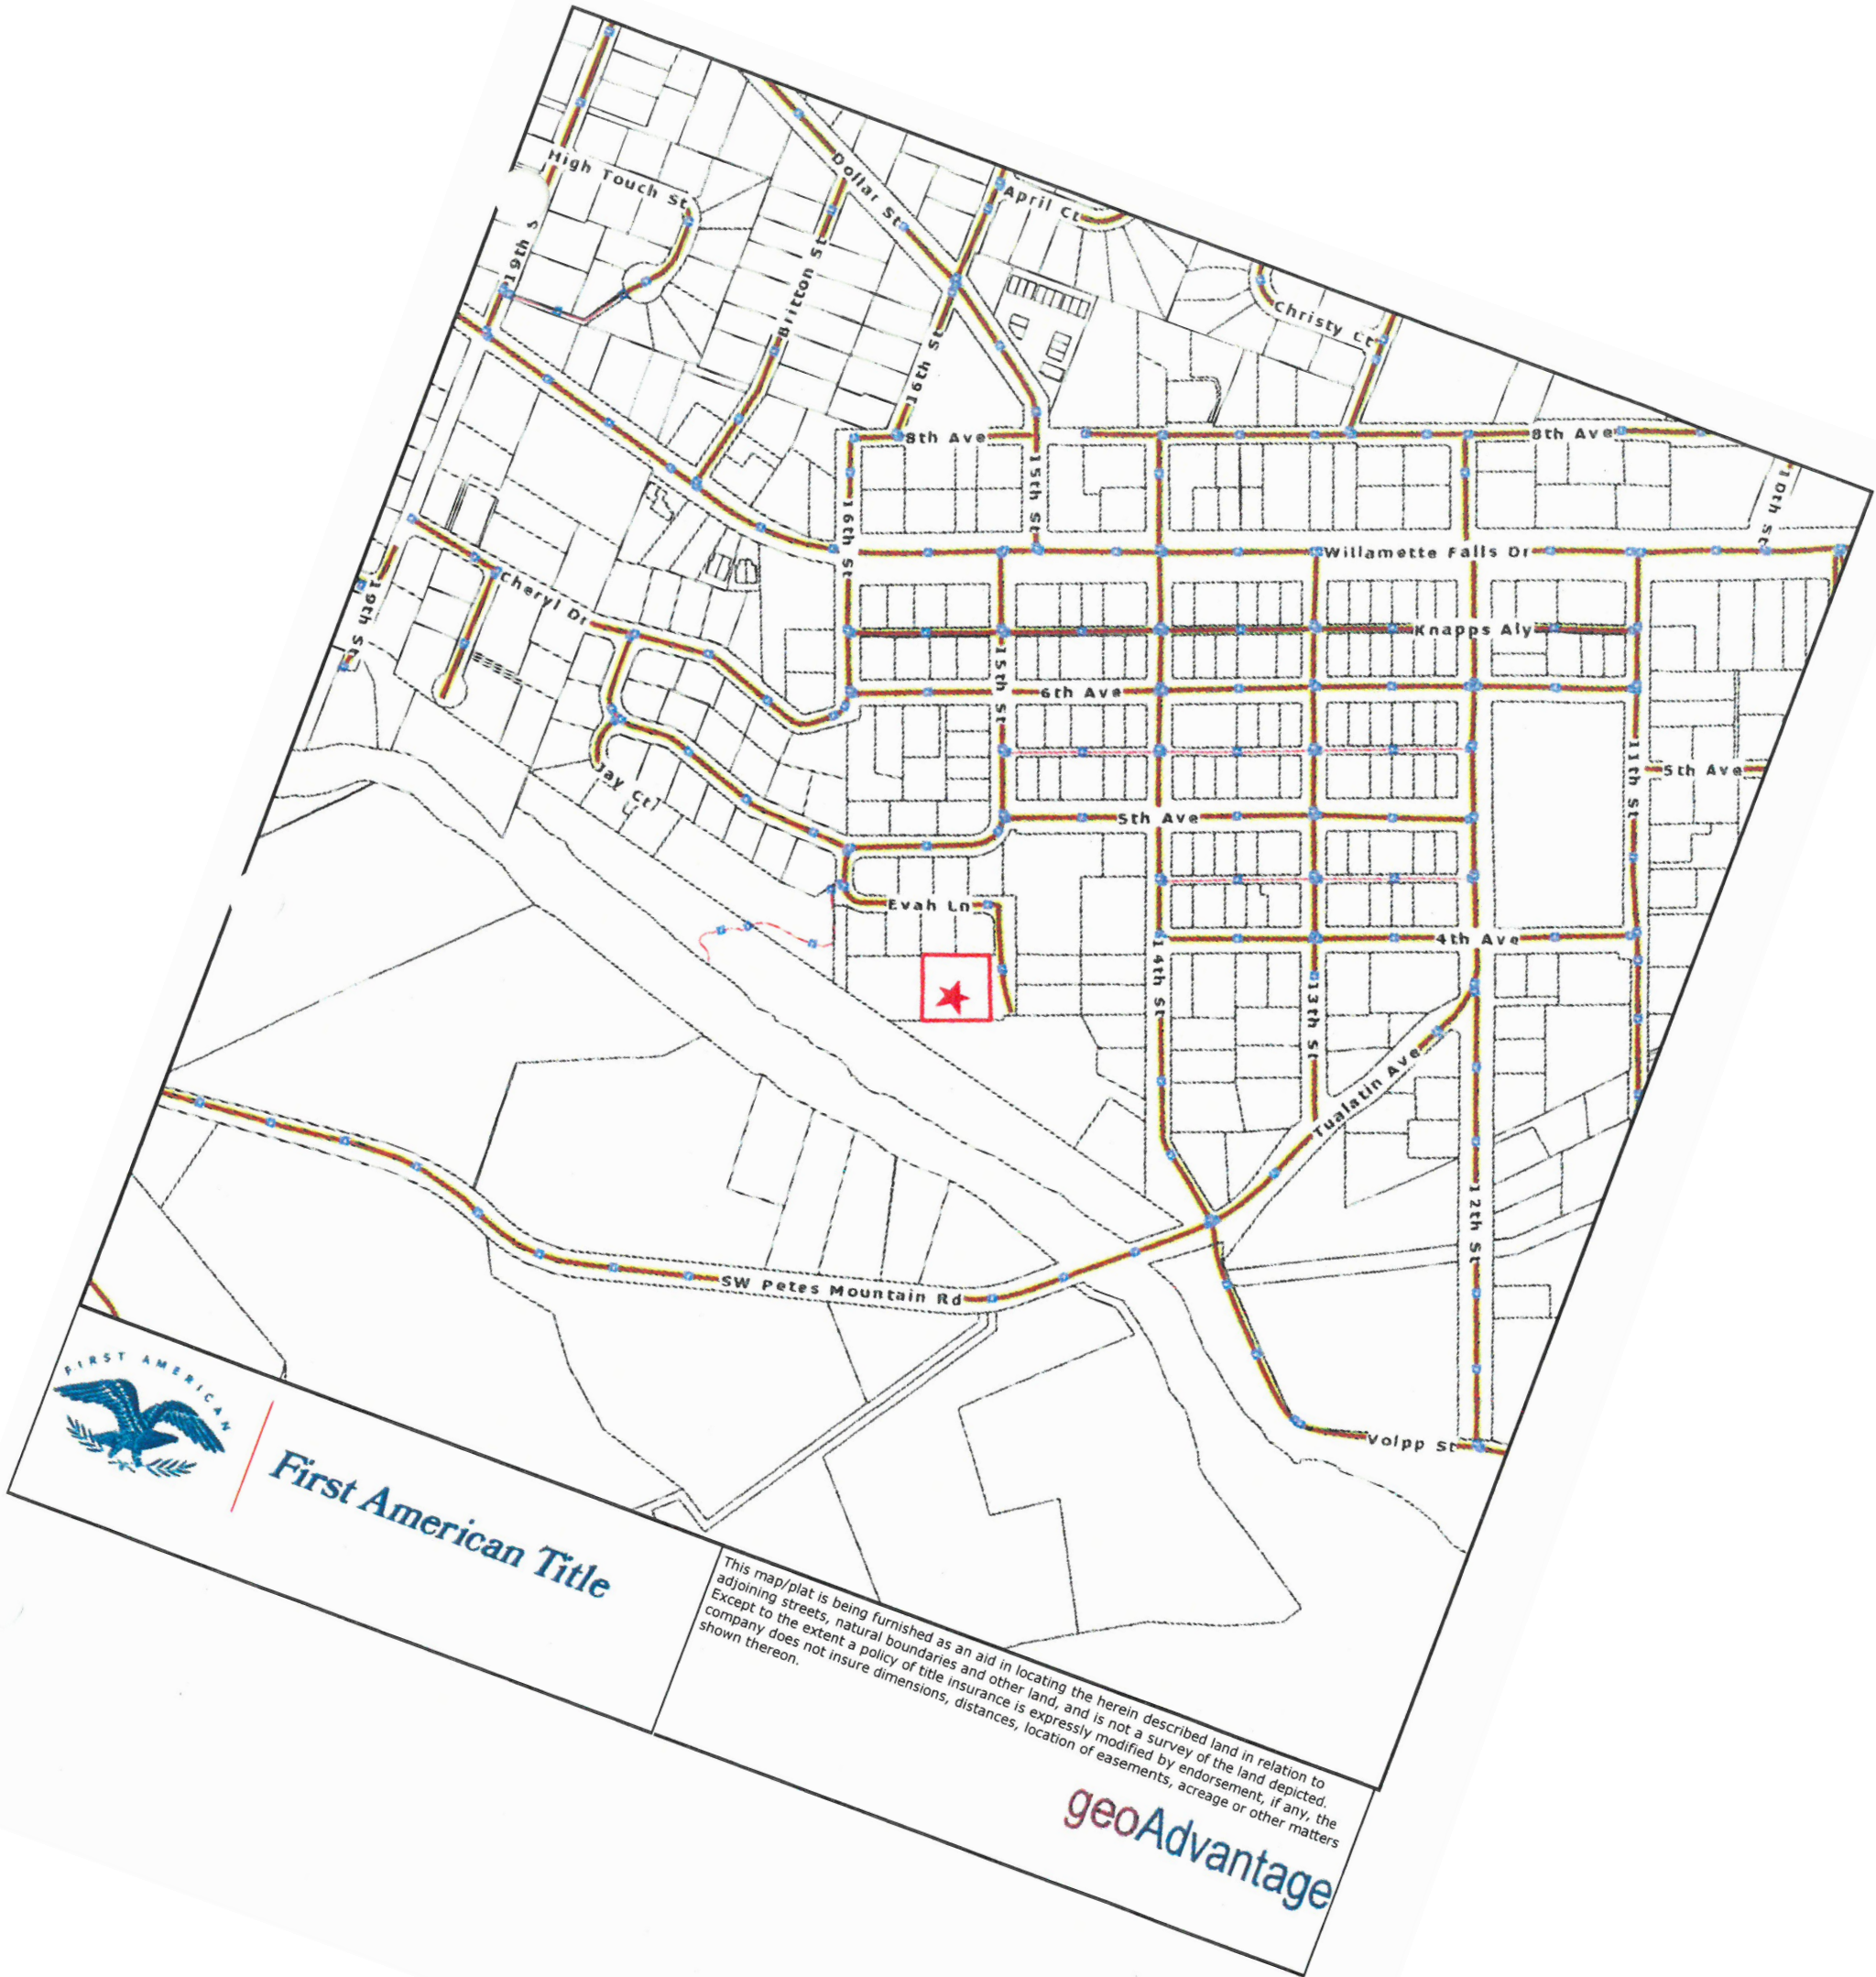 High Touch St
Dollar St
April Ct
19th S
Britton St
16th St
Christy Ct
8th Ave
8th Ave
15th St
10th St
16th St
Willamette Falls Dr
19th St
Cheryl Dr
Knapps Aly
15th St
6th Ave
Jay Ct
11th St
5th Ave
5th Ave
Evah Ln
14th St
4th Ave
13th St
Tualatin Ave
12th St
SW Petes Mountain Rd
Volpp St
FIRST AMERICAN
First American Title
This map/plat is being furnished as an aid in locating the herein described land in relation to
adjoining streets, natural boundaries and other land, and is not a survey of the land depicted.
Except to the extent a policy of title insurance is expressly modified by endorsement, if any, the
company does not insure dimensions, distances, location of easements, acreage or other matters
shown thereon.
geoAdvantage